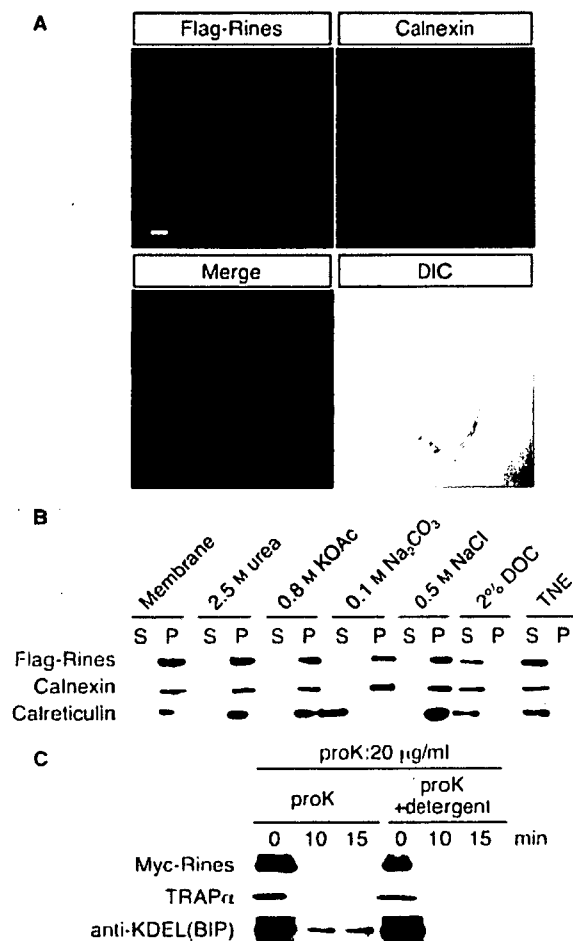 A
Flag-Rines Calnexin
Merge DIC
B
Membrane 2.5 M urea 0.8 M KOAc 0.1 M Na₂CO₃ 0.5 M NaCl 2% DOC TNE
S P S P S P S P S P S P S P
Flag-Rines
Calnexin
Calreticulin
C
proK:20 µg/ml
proK proK +detergent
0 10 15 0 10 15 min
Myc-Rines
TRAPα
anti-KDEL(BIP)